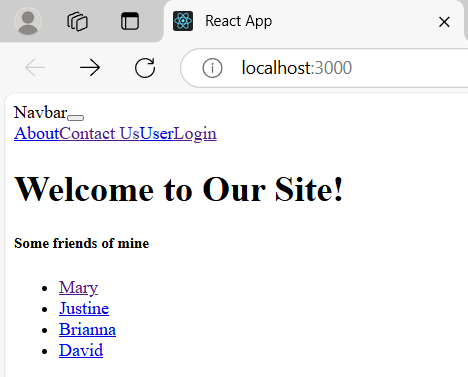 React App
localhost:3000
Navbar
AboutContact UsUserLogin
Welcome to Our Site!
Some friends of mine
Mary
Justine
Brianna
David